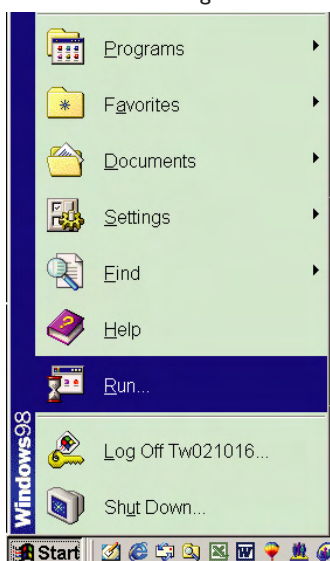 Programs
Favorites
Documents
Settings
Find
Help
Run...
Log Off Tw021016...
Shut Down...
Windows98
Start